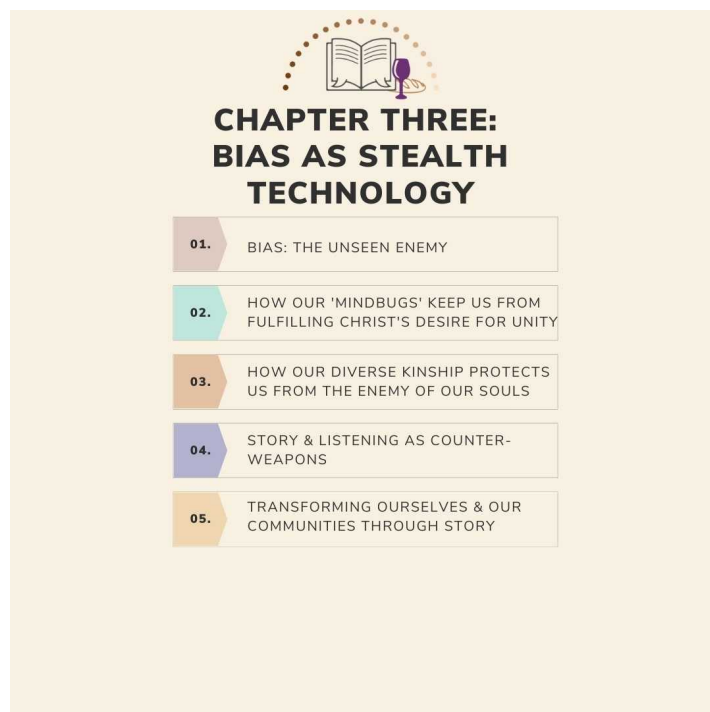 CHAPTER THREE:
BIAS AS STEALTH
TECHNOLOGY
01.
BIAS: THE UNSEEN ENEMY
02.
HOW OUR 'MINDBUGS' KEEP US FROM
FULFILLING CHRIST'S DESIRE FOR UNITY
03.
HOW OUR DIVERSE KINSHIP PROTECTS
US FROM THE ENEMY OF OUR SOULS
04.
STORY & LISTENING AS COUNTER-
WEAPONS
05.
TRANSFORMING OURSELVES & OUR
COMMUNITIES THROUGH STORY